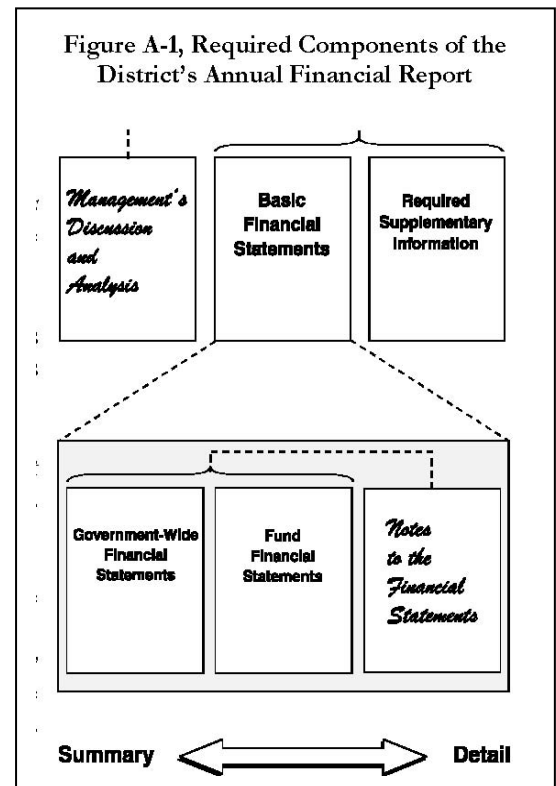 Figure A-1, Required Components of the
District's Annual Financial Report
Management's
Discussion
and
Analysis
Basic
Financial
Statements
Required
Supplementary
Information
Government-Wide
Financial
Statements
Fund
Financial
Statements
Notes
to the
Financial
Statements
Summary
Detail